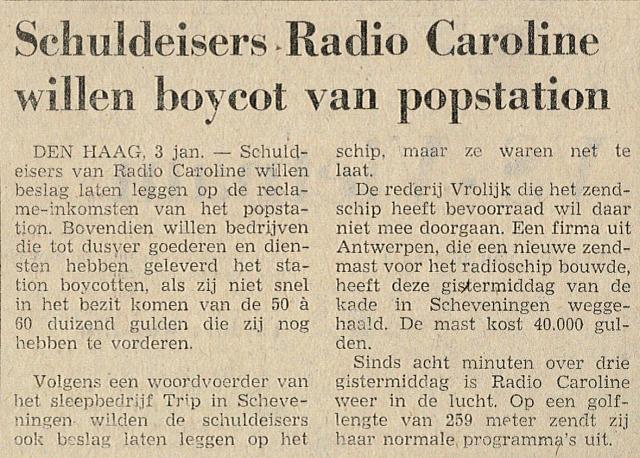 Schuldeisers Radio Caroline
willen boycot van popstation
DEN HAAG, 3 jan. — Schuld-
eisers van Radio Caroline willen
beslag laten leggen op de recla-
me-inkomsten van het popsta-
tion. Bovendien willen bedrijven
die tot dusver goederen en dien-
sten hebben geleverd het sta-
tion boycotten, als zij niet snel
in het bezit komen van de 50 à
60 duizend gulden die zij nog
hebben te vorderen.
Volgens een woordvoerder van
het sleepbedrijf Trip in Scheve-
ningen wilden de schuldeisers
ook beslag laten leggen op het
schip, maar ze waren net te
laat.
De rederij Vrolijk die het zend-
schip heeft bevoorraad wil daar
niet mee doorgaan. Een firma uit
Antwerpen, die een nieuwe zend-
mast voor het radioschip bouwde,
heeft deze gistermiddag van de
kade in Scheveningen wegge-
haald. De mast kost 40.000 gul-
den.
Sinds acht minuten over drie
gistermiddag is Radio Caroline
weer in de lucht. Op een golf-
lengte van 259 meter zendt zij
haar normale programma's uit.